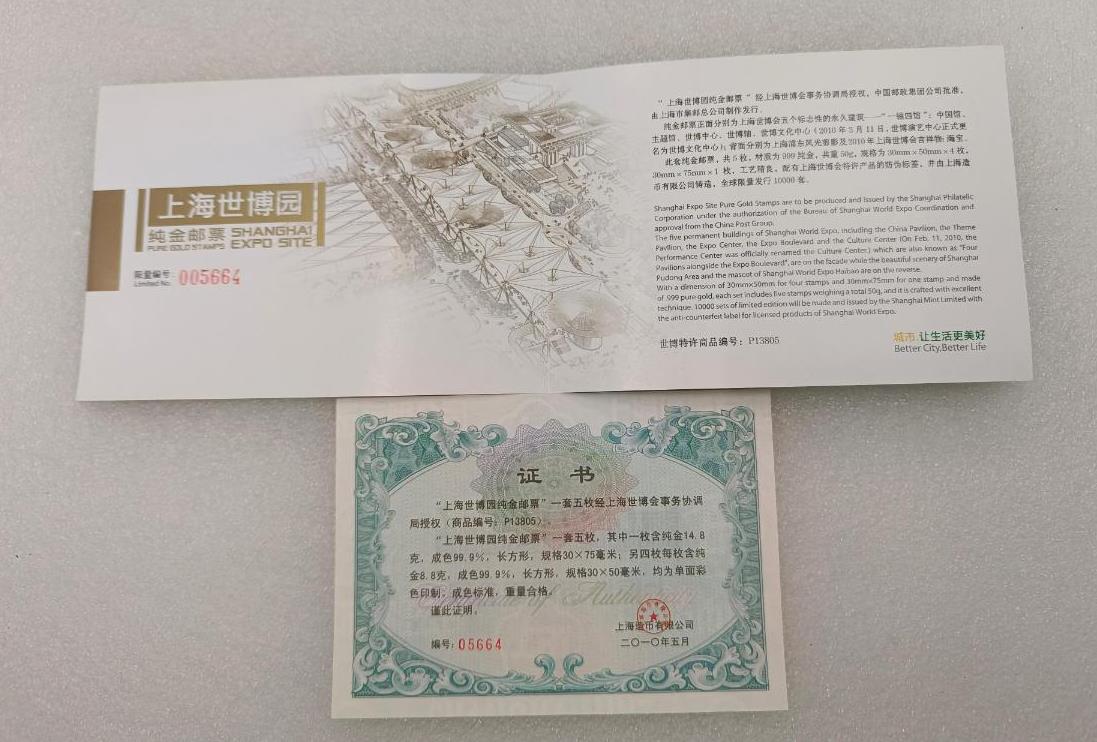 上海世博园
纯金邮票 SHANGHAI
PURE GOLD STAMPS EXPO SITE
限量编号:
Limited No. 005664
“上海世博园纯金邮票”经上海世博会事务协调局授权，中国邮政集团公司批准，
由上海市集邮总公司制作发行。
纯金邮票正面分别为上海世博会五个标志性的永久建筑——“一轴四馆”：中国馆、
主题馆、世博中心、世博轴、世博文化中心（2010年
日，世博演艺中心正式更
名为世博文化中心）；背面分别为上海浦东风光剪影及2010年上海世博会吉祥物：海宝。
此套纯金邮票，共5枚，材质为999纯金，共重50g，规格为30mm×50mm×4枚，
30mm×75mm×1枚，工艺精良，配有上海世博会特许产品的防伪标签，并由上海造
币有限公司铸造，全球限量发行10000套。
Shanghai Expo Site Pure Gold Stamps are to be produced and issued by the Shanghai Philatelic
Corporation under the authorization of the Bureau of Shanghai World Expo Coordination and
approval from the China Post Group.
The five permanent buildings of Shanghai World Expo, including the China Pavilion, the Theme
Pavilion, the Expo Center, the Expo Boulevard and the Culture Center (On Feb. 11, 2010, the
Performance Center was officially renamed the Culture Center) which are also known as "Four
Pavilions alongside the Expo Boulevard", are on the facade while the beautiful scenery of Shanghai
Pudong Area and the mascot of Shanghai World Expo Haibao are on the reverse.
With a dimension of 30mm×50mm for four stamps and 30mm×75mm for one stamp and made
of .999 pure gold, each set includes five stamps weighing a total 50g, and it is crafted with excellent
technique. 10000 sets of limited edition will be made and issued by the Shanghai Mint Limited with
the anti-counterfeit label for licensed products of Shanghai World Expo.
世博特许商品编号：P13805
城市，让生活更美好
Better City,Better Life
证 书
“上海世博园纯金邮票”一套五枚经上海世博会事务协调
局授权（商品编号：P13805）。
“上海世博园纯金邮票”一套五枚，其中一枚含纯金14.8
克，成色99.9%，长方形，规格30×75毫米；另四枚每枚含纯
金8.8克，成色99.9%，长方形，规格30×50毫米，均为单面彩
色印制，成色标准，重量合格。
谨此证明。
上海造币有限公司
编号：05664
二〇一〇年五月